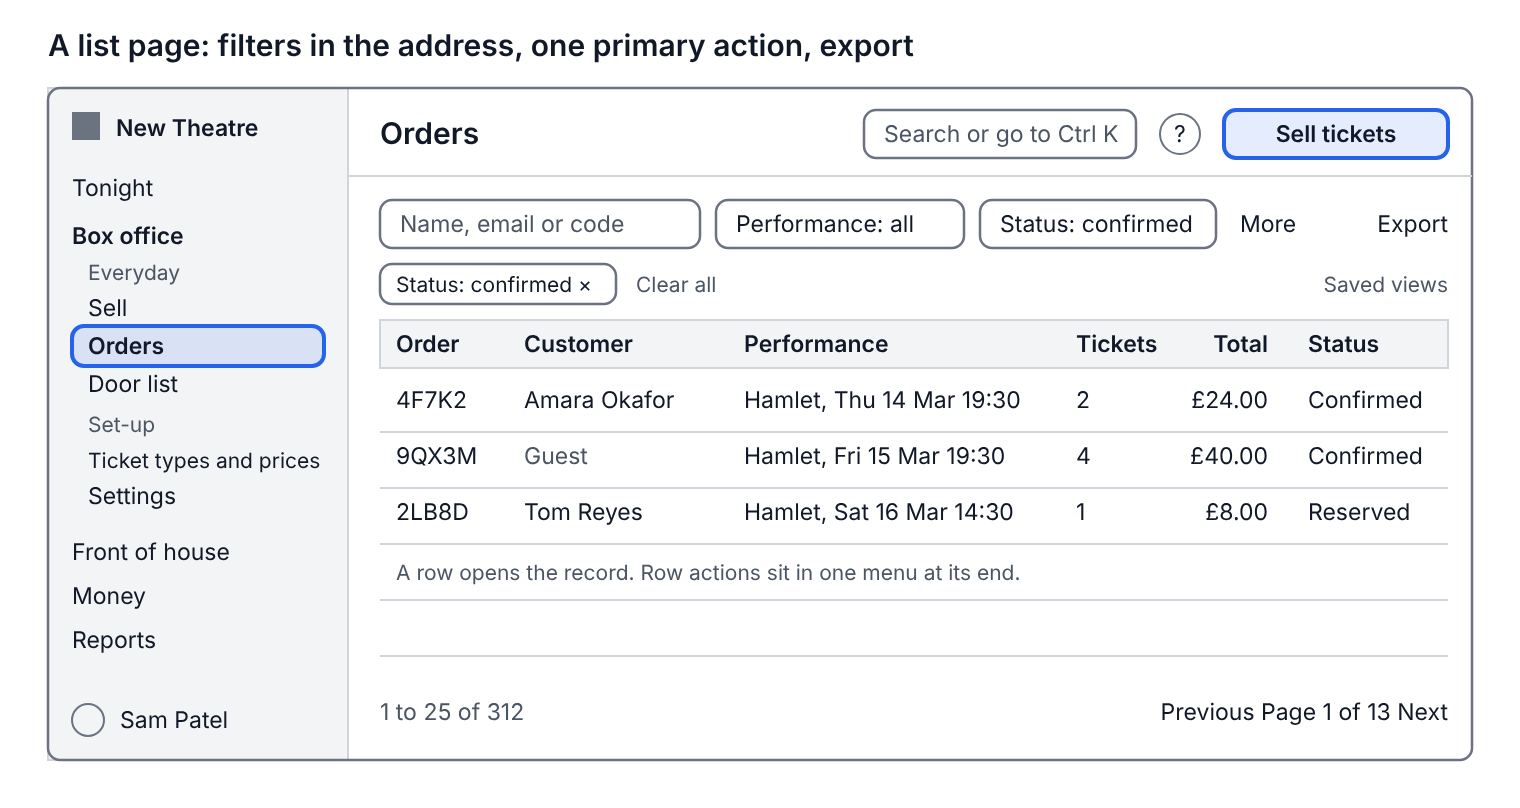 A list page: filters in the address, one primary action, export
New Theatre
Tonight
Box office
Everyday
Sell
Orders
Door list
Set-up
Ticket types and prices
Settings
Front of house
Money
Reports
Sam Patel
Orders
Search or go to Ctrl K
?
Sell tickets
Name, email or code
Performance: all
Status: confirmed
More
Export
Status: confirmed ×
Clear all
Saved views
Order Customer Performance Tickets Total Status
4F7K2 Amara Okafor Hamlet, Thu 14 Mar 19:30 2 £24.00 Confirmed
9QX3M Guest Hamlet, Fri 15 Mar 19:30 4 £40.00 Confirmed
2LB8D Tom Reyes Hamlet, Sat 16 Mar 14:30 1 £8.00 Reserved
A row opens the record. Row actions sit in one menu at its end.
1 to 25 of 312
Previous Page 1 of 13 Next